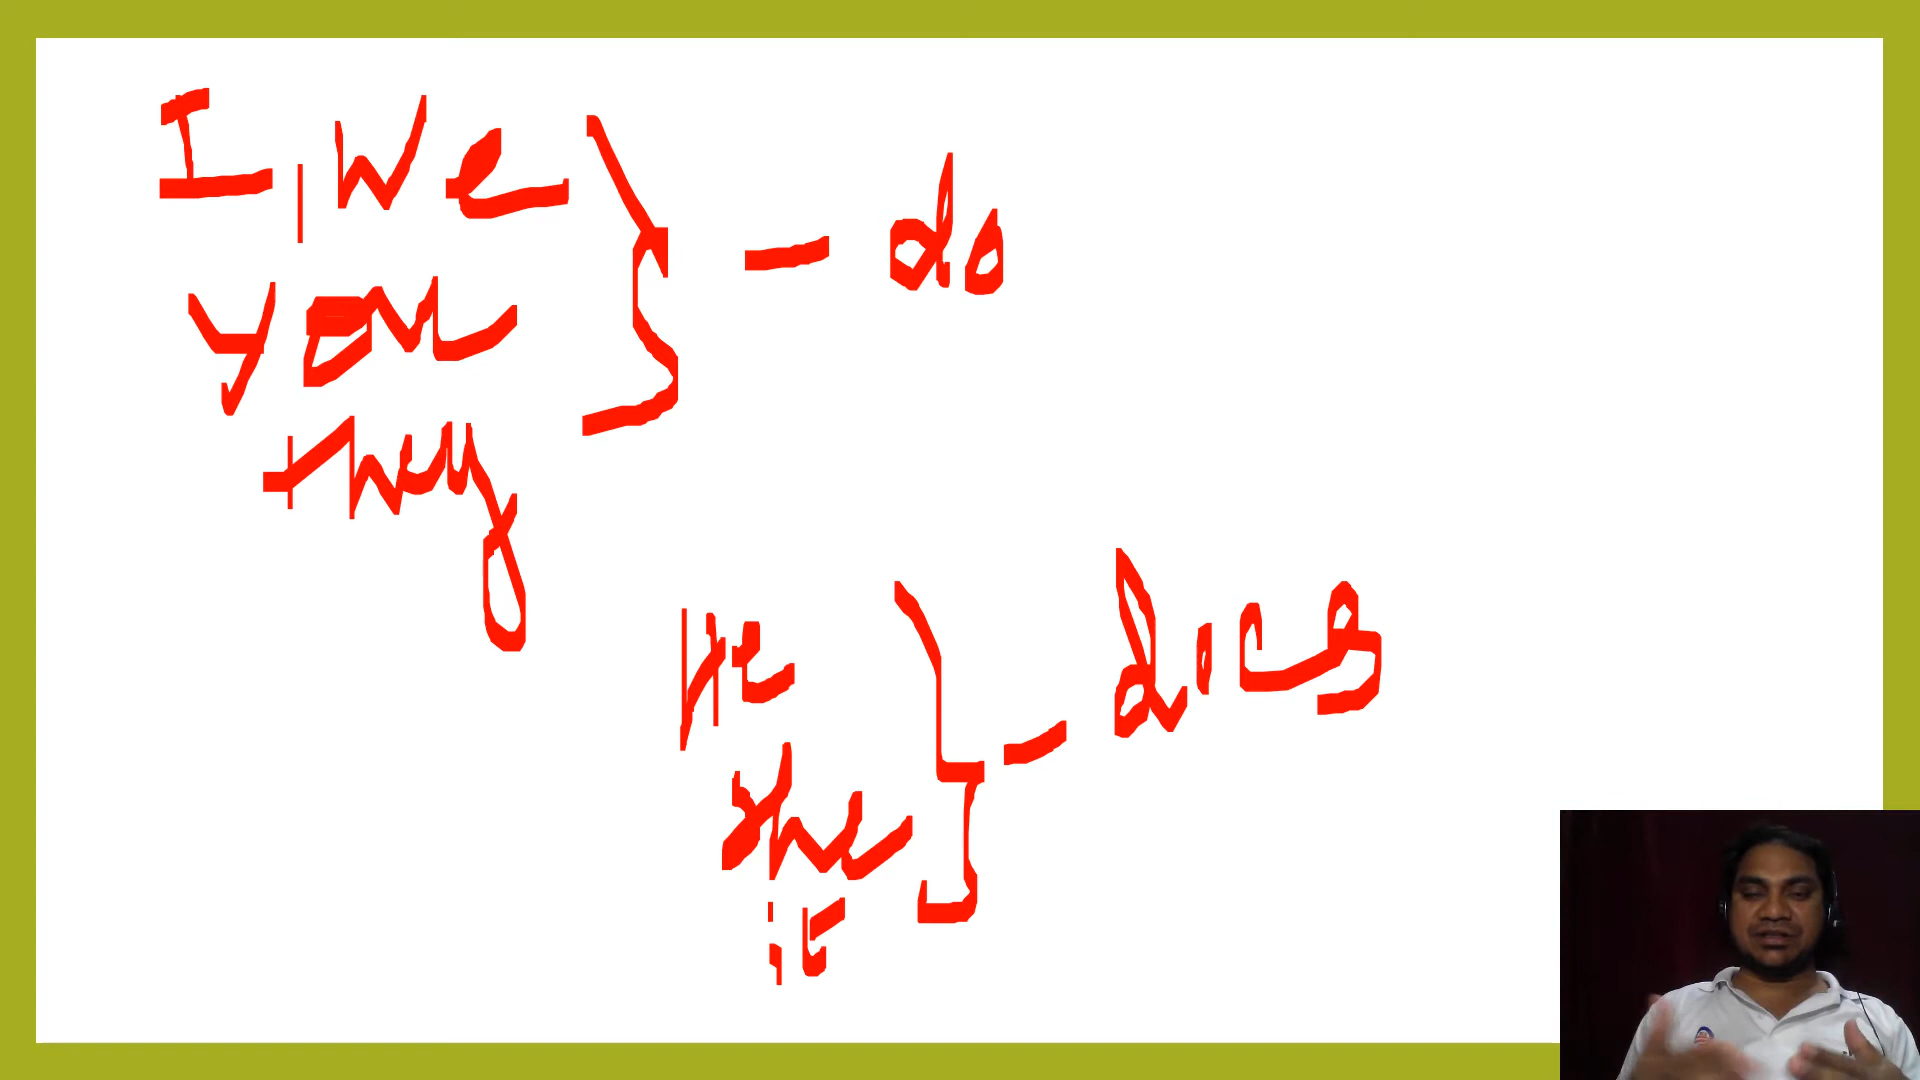 I, We
you
they
} - do
He
she
it
} - does